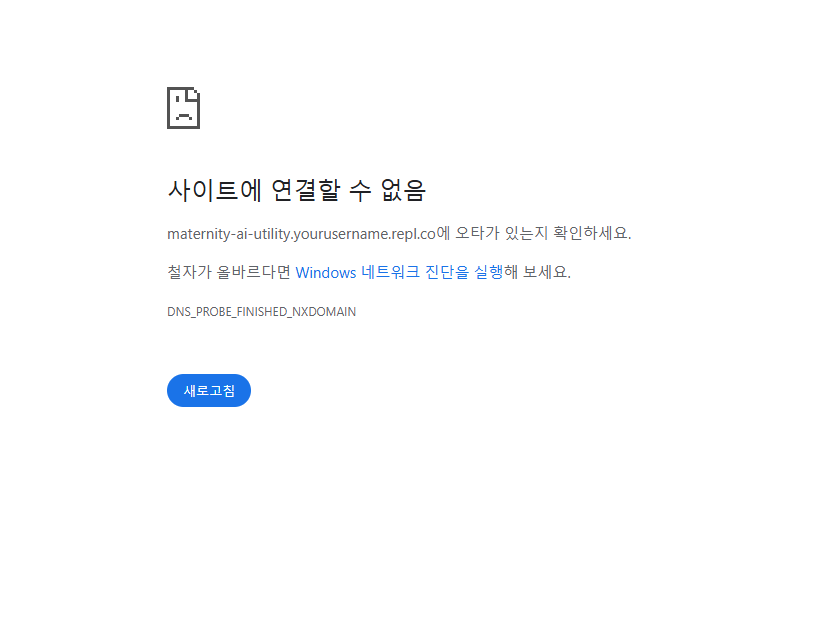 사이트에 연결할 수 없음
maternity-ai-utility.yourusername.repl.co에 오타가 있는지 확인하세요.
철자가 올바르다면 Windows 네트워크 진단을 실행해 보세요.
DNS_PROBE_FINISHED_NXDOMAIN
새로고침